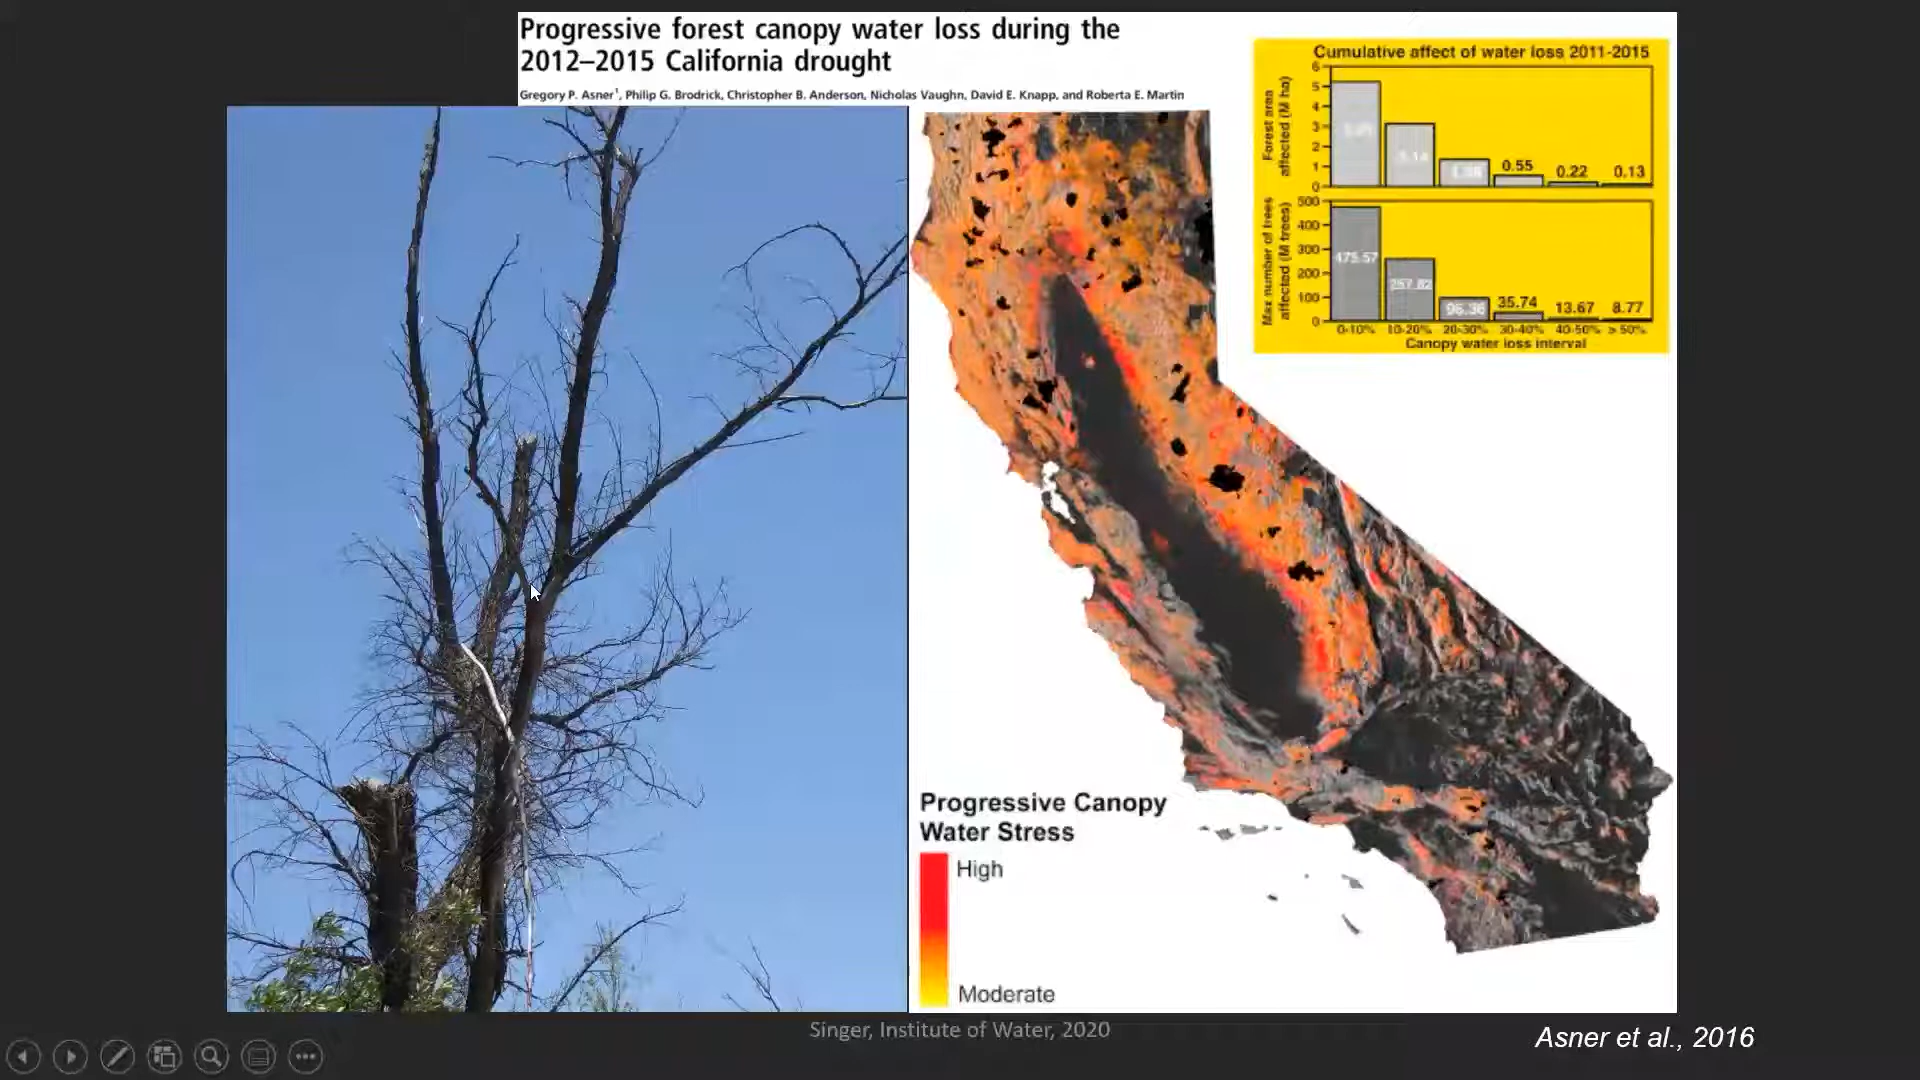 Progressive forest canopy water loss during the
2012–2015 California drought
Gregory P. Asner¹, Philip G. Brodrick, Christopher B. Anderson, Nicholas Vaughn, David E. Knapp, and Roberta E. Martin
Cumulative affect of water loss 2011-2015
Forest area
affected (M ha)
6
5
4
3
2
1
0
0.55
0.22
0.13
Max number of trees
affected (M trees)
500
400
300
200
100
0
475.57
257.82
96.36
35.74
13.67
8.77
0-10% 10-20% 20-30% 30-40% 40-50% > 50%
Canopy water loss interval
Progressive Canopy
Water Stress
High
Moderate
Singer, Institute of Water, 2020
Asner et al., 2016